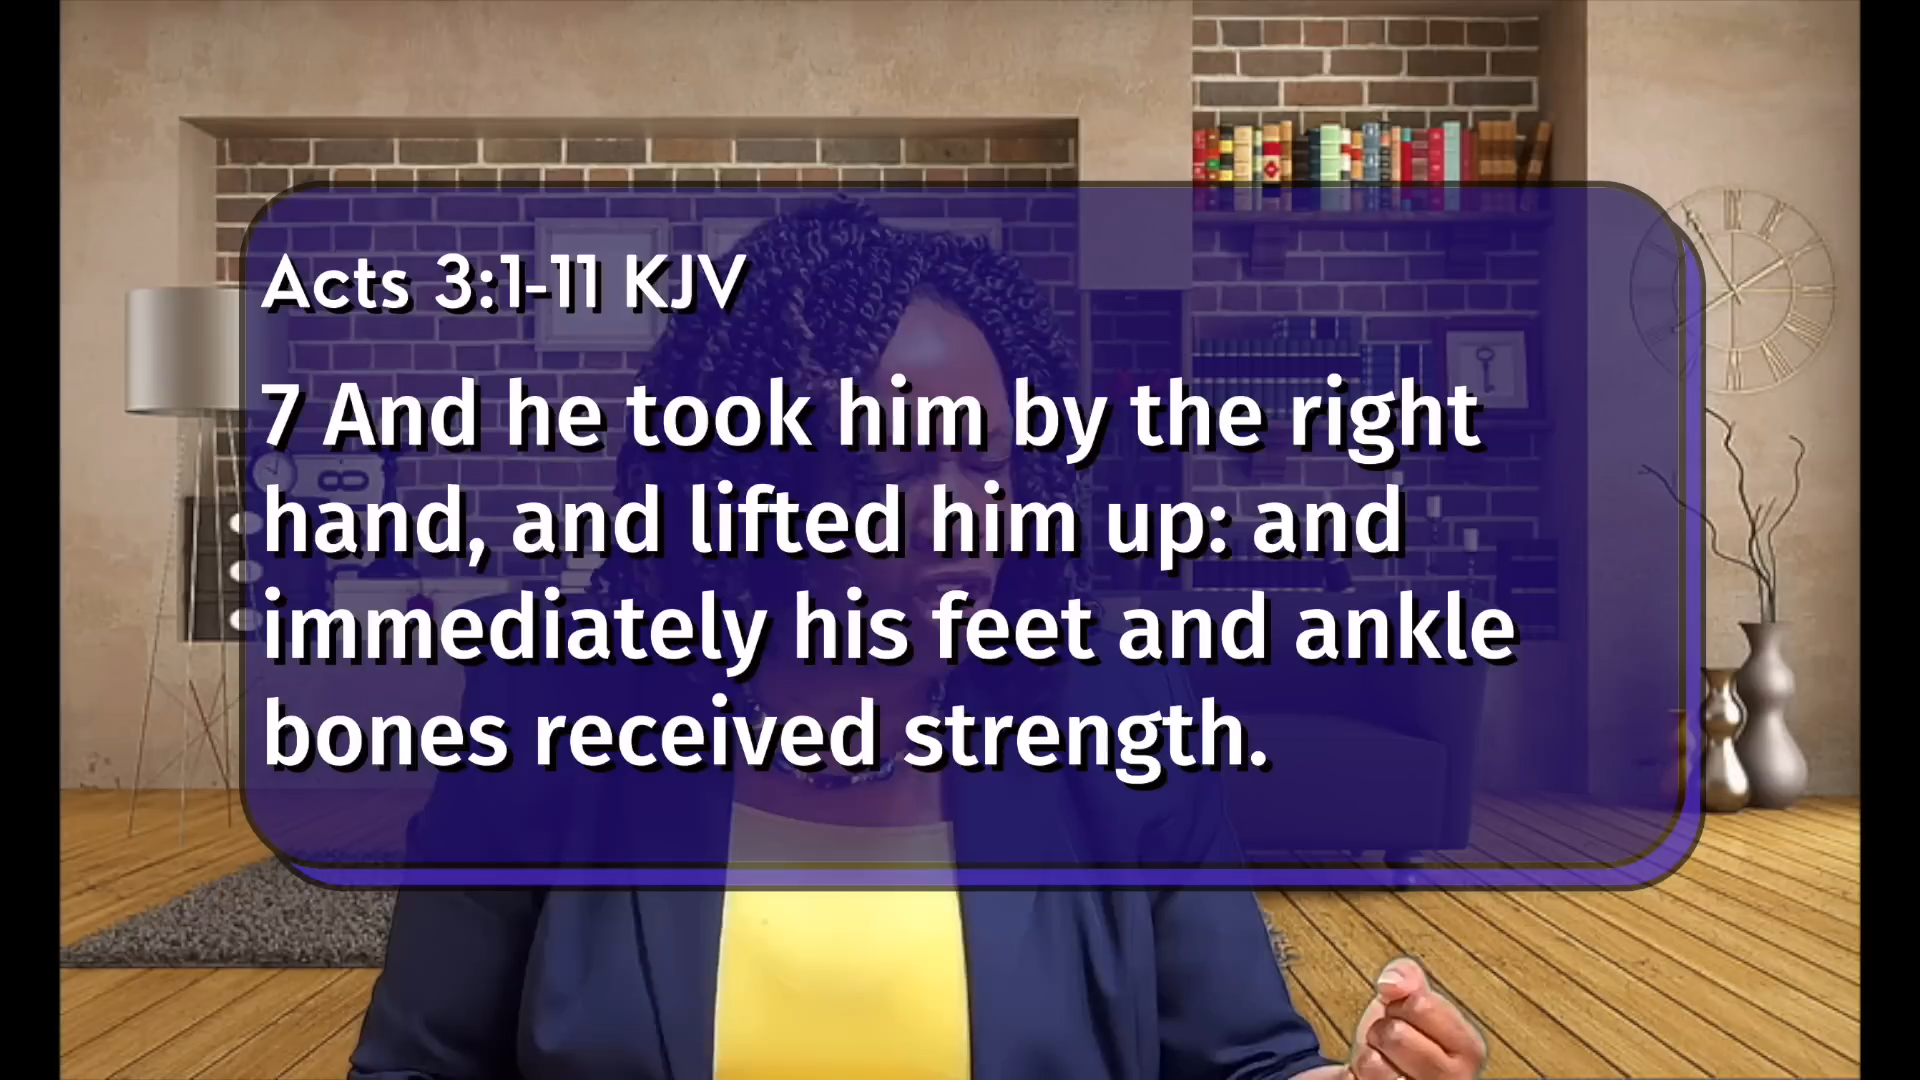 Acts 3:1-11 KJV
7 And he took him by the right
hand, and lifted him up: and
immediately his feet and ankle
bones received strength.